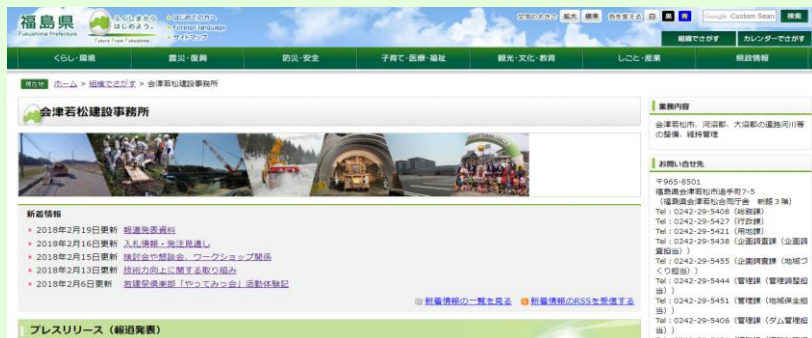 福島県
Fukushima Prefecture
ふくしまから
はじめよう。
Future From Fukushima.
はじめての方へ
Foreign language
サイトマップ
文字の大きさ 拡大 標準 色を変える 白 黒 青
Google Custom Sear 検索
組織でさがす カレンダーでさがす
くらし・環境 震災・復興 防災・安全 子育て・医療・福祉 観光・文化・教育 しごと・産業 県政情報
現在地 ホーム > 組織でさがす > 会津若松建設事務所
会津若松建設事務所
新着情報
2018年2月19日更新 報道発表資料
2018年2月16日更新 入札情報・発注見通し
2018年2月15日更新 検討会や懇談会、ワークショップ関係
2018年2月13日更新 技術力向上に関する取り組み
2018年2月6日更新 若建祭倶楽部「やってみっ会」活動体験記
新着情報の一覧を見る 新着情報のRSSを受信する
プレスリリース（報道発表）
業務内容
会津若松市、河沼郡、大沼郡の道路河川等
の整備、維持管理
お問い合せ先
〒965-8501
福島県会津若松市追手町7-5
（福島県会津若松合同庁舎 新館３階）
Tel：0242-29-5408（総務課）
Tel：0242-29-5427（行政課）
Tel：0242-29-5421（用地課）
Tel：0242-29-5438（企画調査課（企画調
査担当））
Tel：0242-29-5455（企画調査課（地域づ
くり担当））
Tel：0242-29-5444（管理課（管理調整担
当））
Tel：0242-29-5451（管理課（地域保全担
当））
Tel：0242-29-5406（管理課（ダム管理担
当））